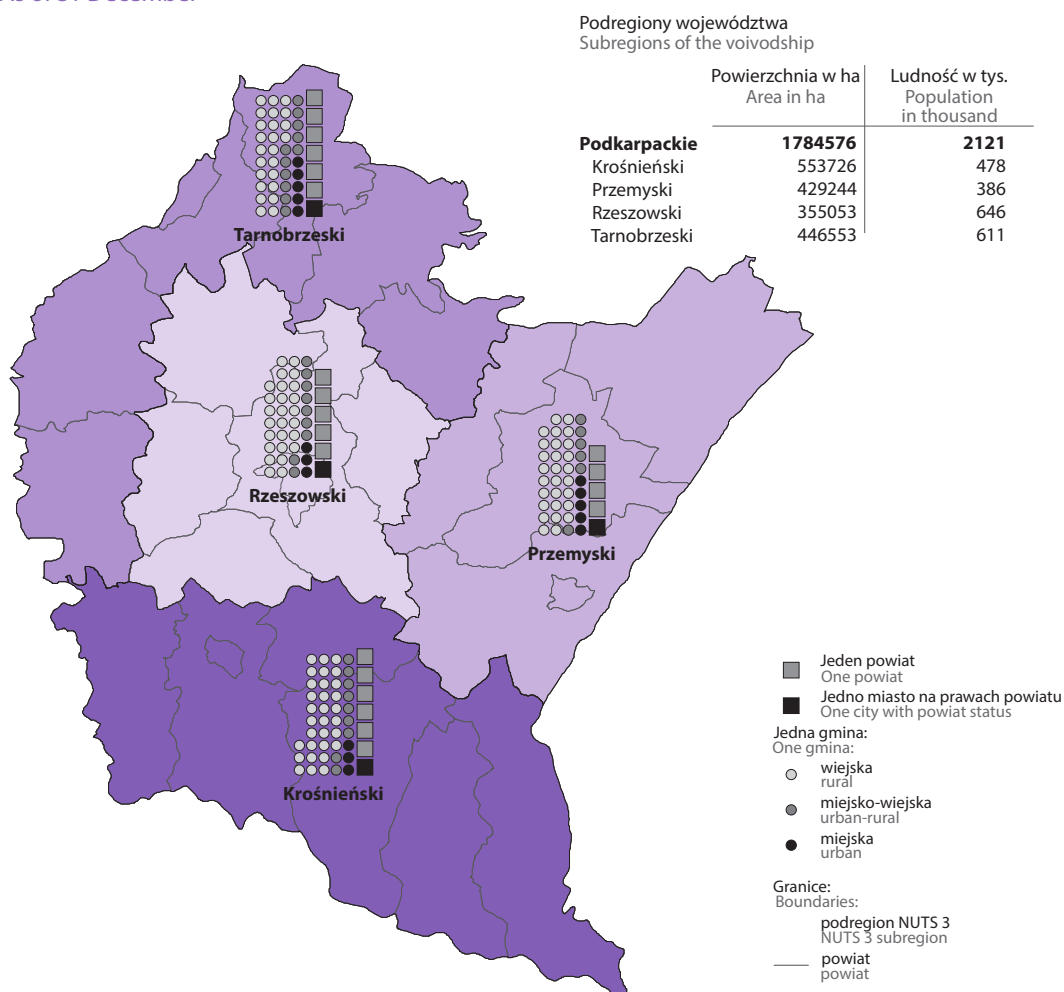 Podregiony województwa
Subregions of the voivodship
Powierzchnia w ha Ludność w tys.
Area in ha Population
in thousand
Podkarpackie 1784576 2121
Krośnieński 553726 478
Przemyski 429244 386
Rzeszowski 355053 646
Tarnobrzeski 446553 611
Tarnobrzeski
Rzeszowski
Przemyski
Krośnieński
Jeden powiat
One powiat
Jedno miasto na prawach powiatu
One city with powiat status
Jedna gmina:
One gmina:
wiejska
rural
miejsko-wiejska
urban-rural
miejska
urban
Granice:
Boundaries:
podregion NUTS 3
NUTS 3 subregion
powiat
powiat